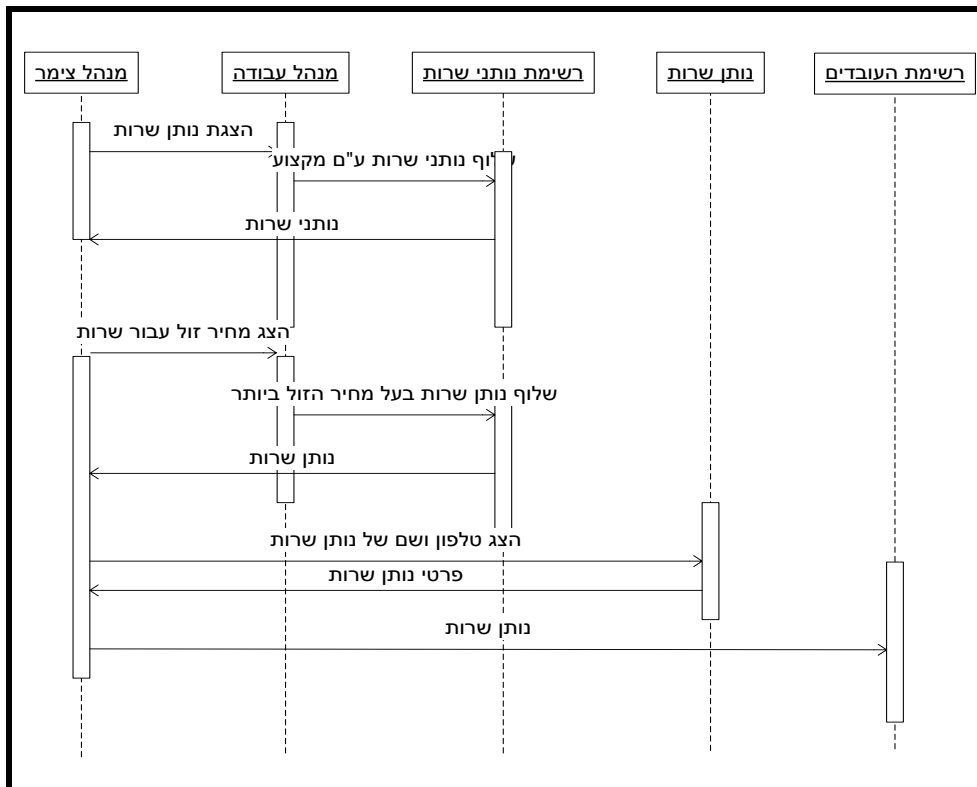 מנהל צימר
מנהל עבודה
רשימת נותני שרות
נותן שרות
רשימת העובדים
הצגת נותן שרות
שלוף נותני שרות ע"ם מקצוע
נותני שרות
הצג מחיר זול עבור שרות
שלוף נותן שרות בעל מחיר הזול ביותר
נותן שרות
הצג טלפון ושם של נותן שרות
פרטי נותן שרות
נותן שרות